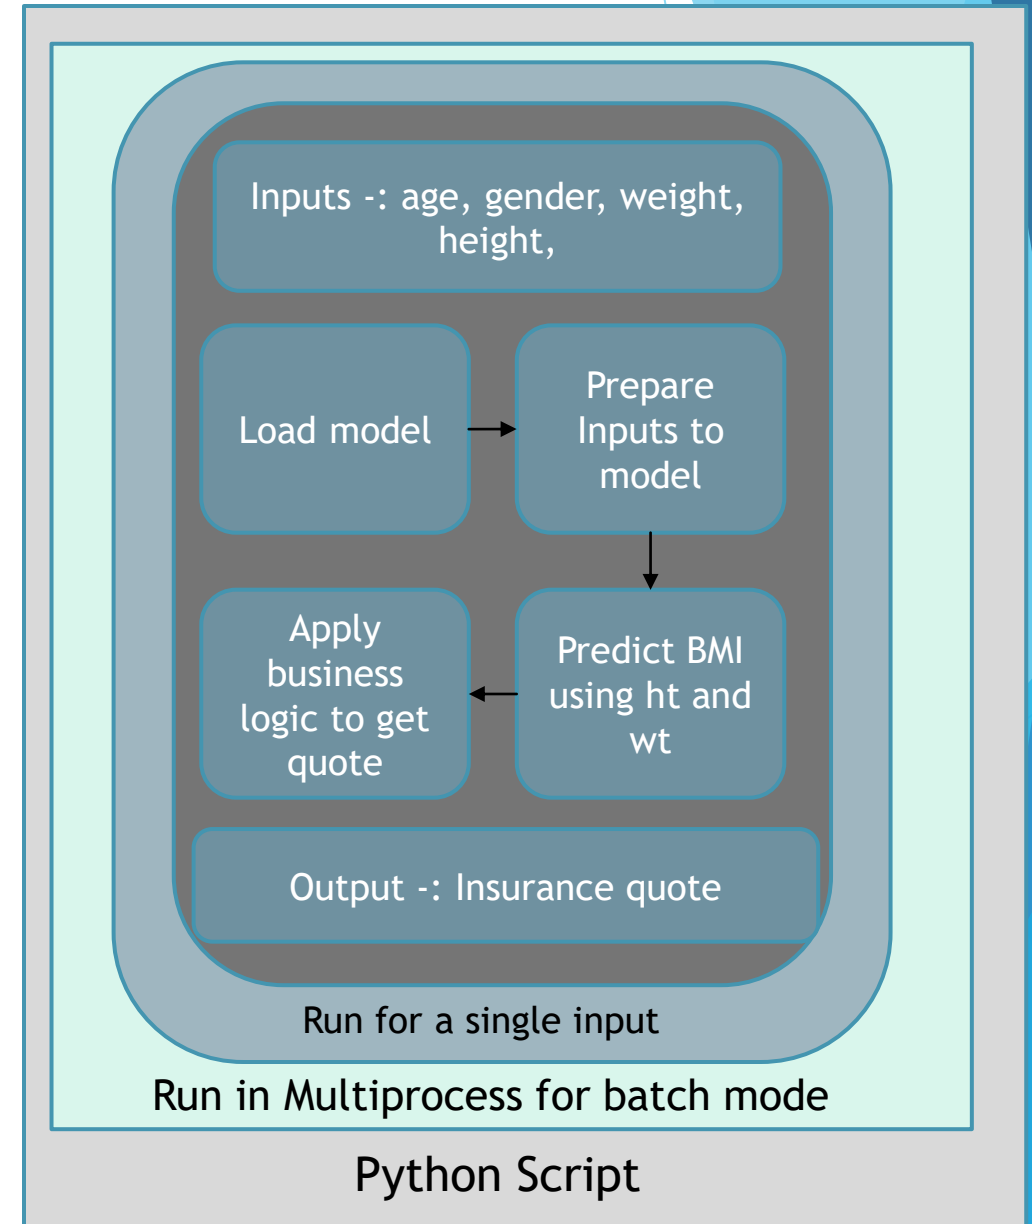 Inputs -: age, gender, weight,
height,
Load model
Prepare
Inputs to
model
Predict BMI
using ht and
wt
Apply
business
logic to get
quote
Output -: Insurance quote
Run for a single input
Run in Multiprocess for batch mode
Python Script